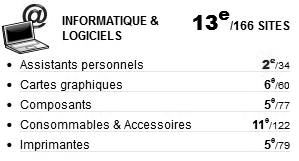 INFORMATIQUE & 13e/166 SITES
LOGICIELS
• Assistants personnels 2e/34
• Cartes graphiques 6e/60
• Composants 5e/77
• Consommables & Accessoires 11e/122
• Imprimantes 5e/79